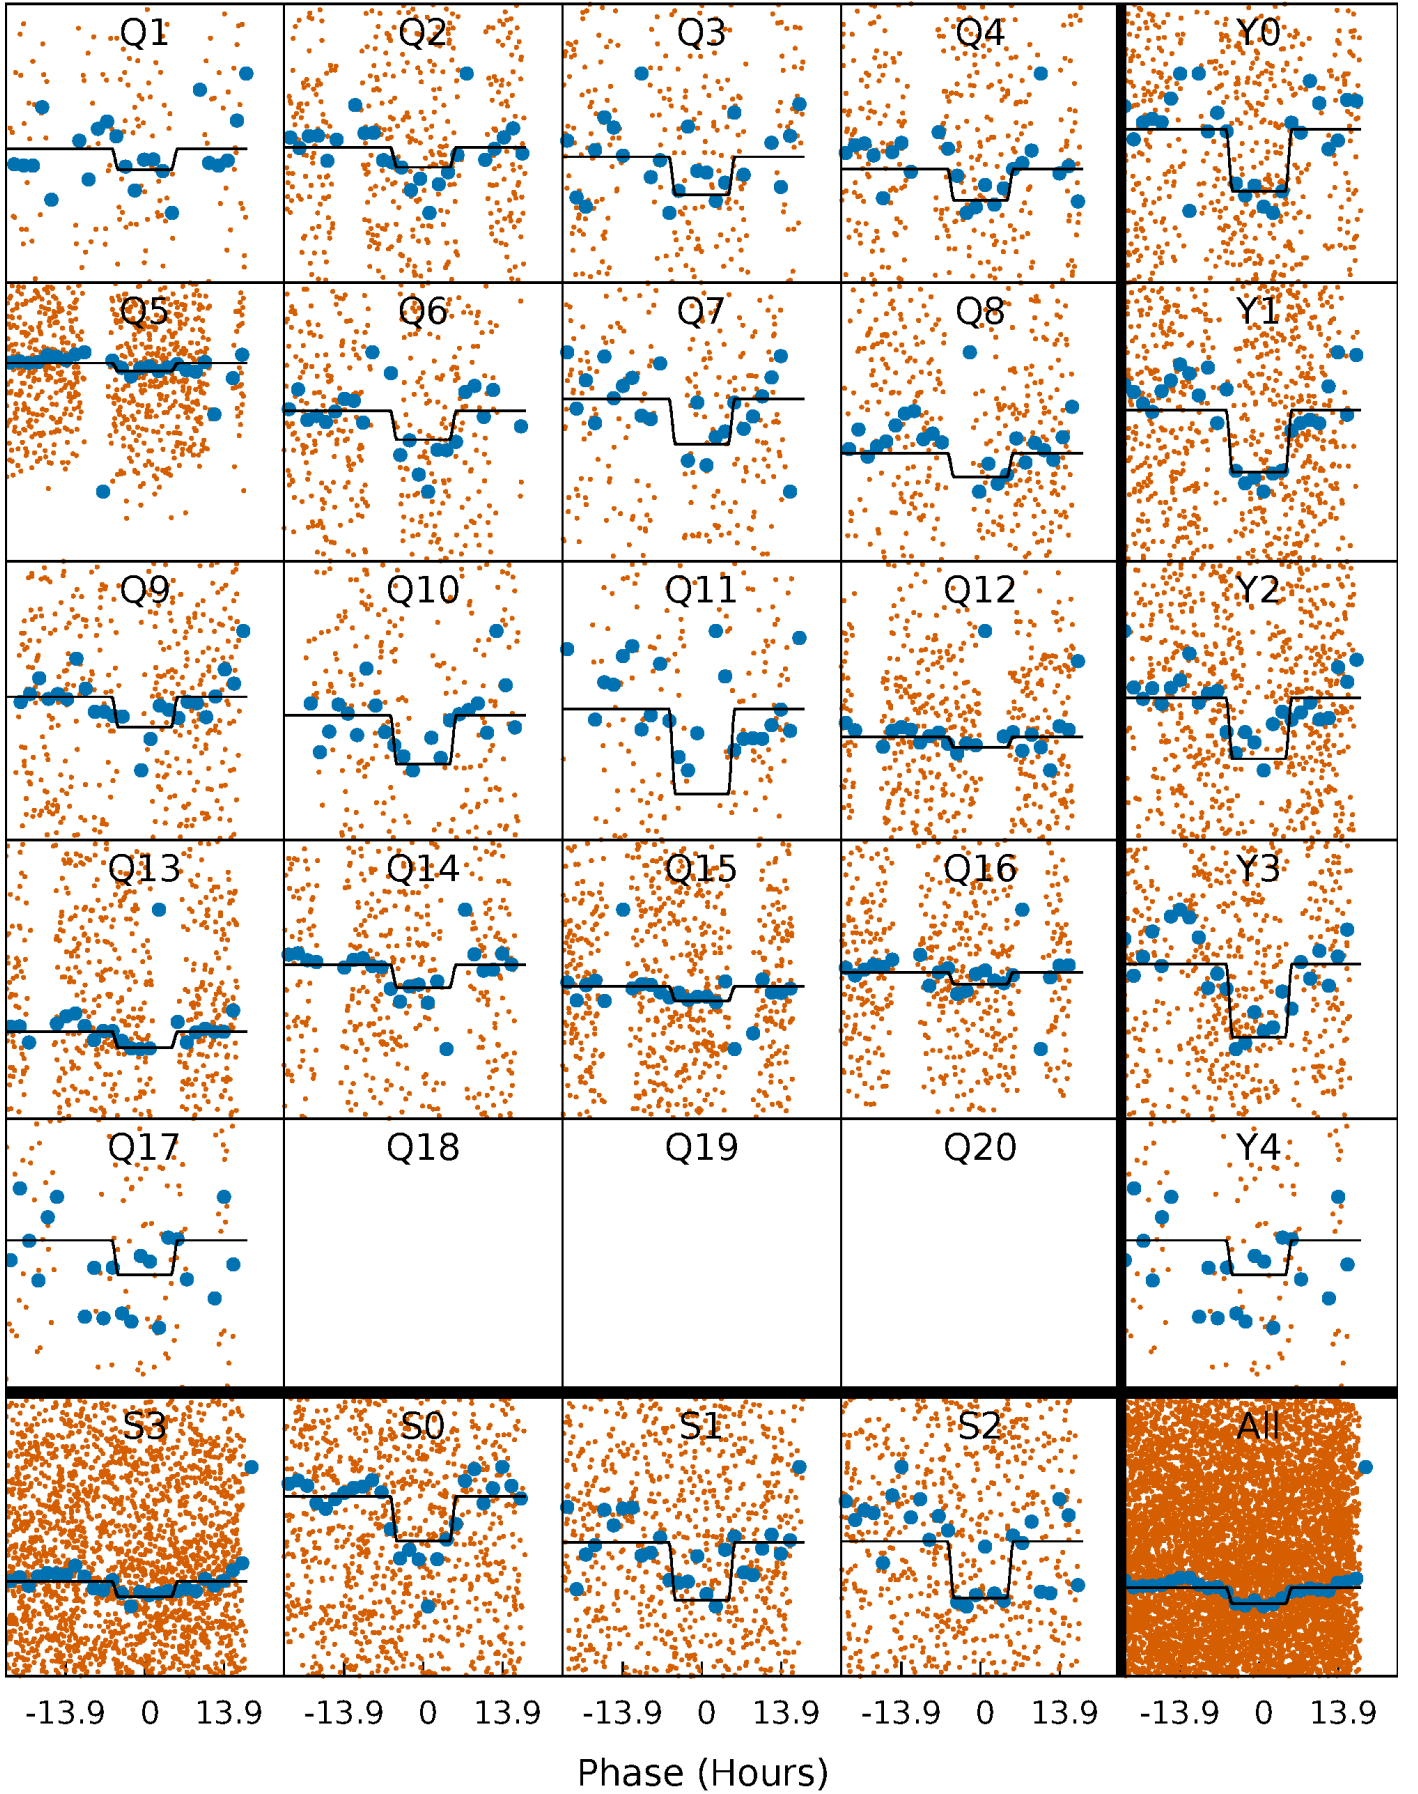 Q1 Q2 Q3 Q4 Y0
Q5 Q6 Q7 Q8 Y1
Q9 Q10 Q11 Q12 Y2
Q13 Q14 Q15 Q16 Y3
Q17 Q18 Q19 Q20 Y4
S3 S0 S1 S2 All
-13.9 0 13.9 -13.9 0 13.9 -13.9 0 13.9 -13.9 0 13.9 -13.9 0 13.9
Phase (Hours)